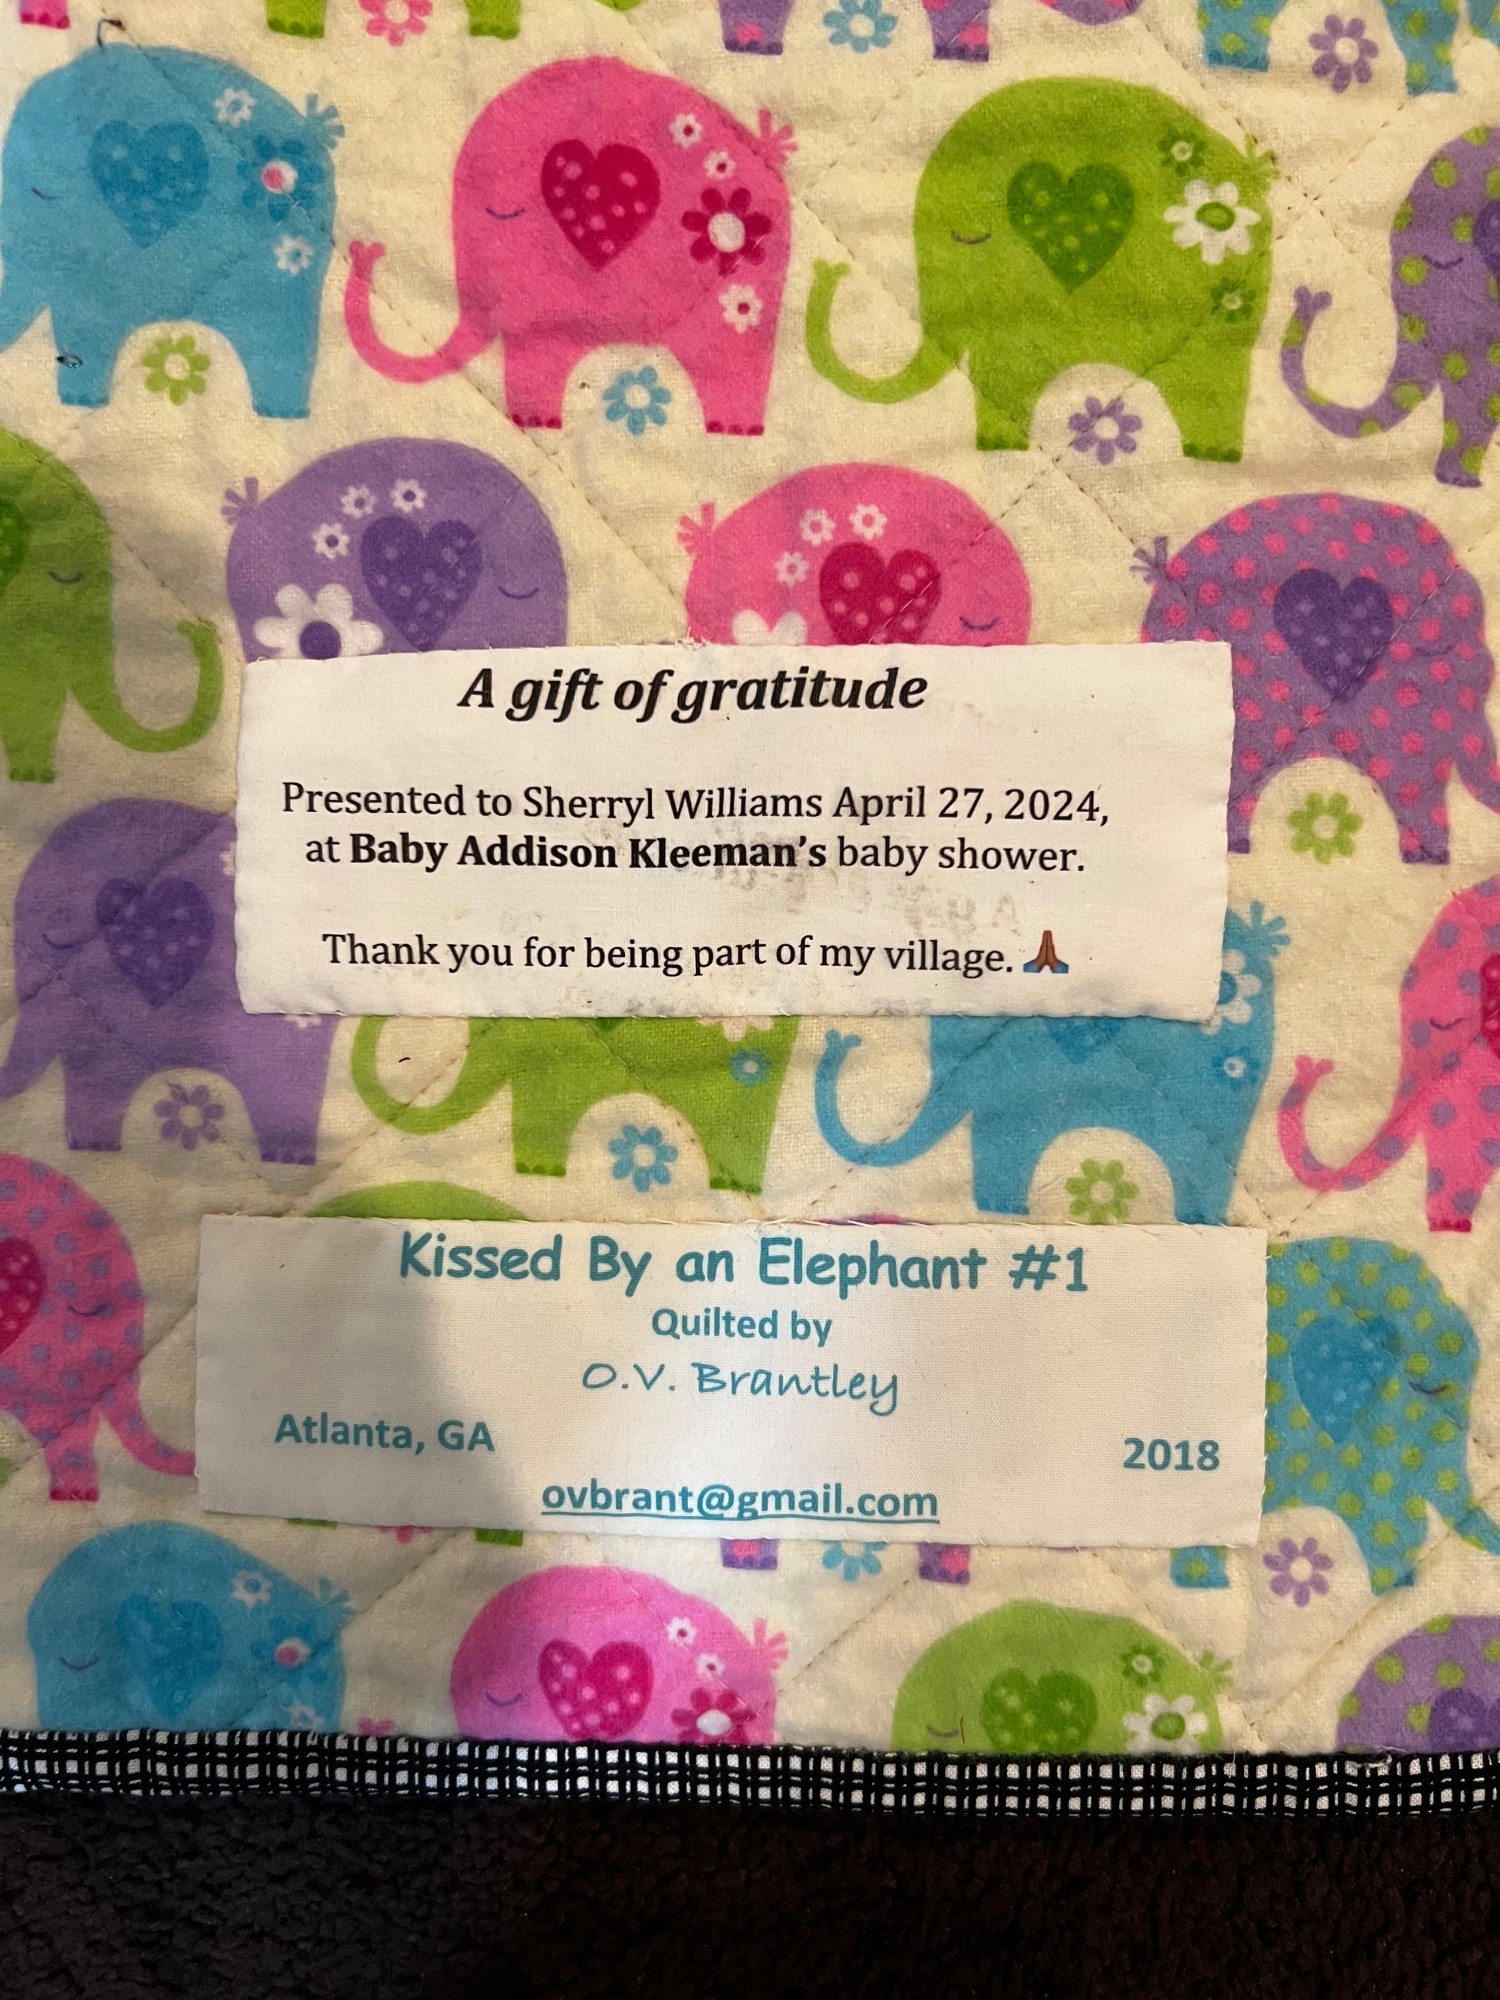 A gift of gratitude
Presented to Sherryl Williams April 27, 2024,
at Baby Addison Kleeman's baby shower.
Thank you for being part of my village. 🙏🏾
Kissed By an Elephant #1
Quilted by
O.V. Brantley
Atlanta, GA
2018
ovbrant@gmail.com